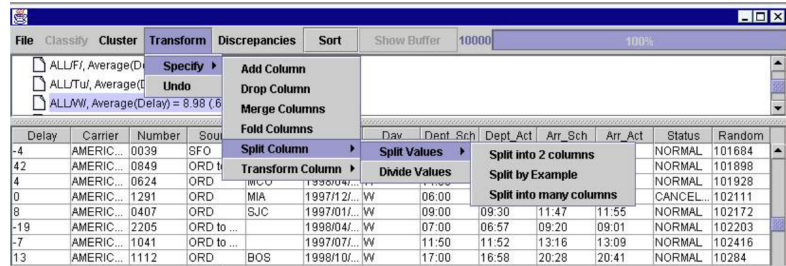 File Classify Cluster Transform Discrepancies Sort Show Buffer 10000 100%
ALL/F/, Average(D
ALL/Tu/, Average(D
ALL/W/, Average(Delay) = 8.98 (.6
Specify
Undo
Add Column
Drop Column
Merge Columns
Fold Columns
Split Column
Transform Column
Split Values
Divide Values
Split into 2 columns
Split by Example
Split into many columns
Delay Carrier Number Sou Day Dept_Sch Dept_Act Arr_Sch Arr_Act Status Random
-4 AMERIC... 0039 SFO NORMAL 101684
42 AMERIC... 0849 ORD to NORMAL 101898
4 AMERIC... 0624 ORD MCO 1998/04/... W NORMAL 101928
0 AMERIC... 1291 ORD MIA 1997/12/... W 06:00 CANCEL... 102111
8 AMERIC... 0407 ORD SJC 1997/01/... W 09:00 09:30 11:47 11:55 NORMAL 102172
-19 AMERIC... 2205 ORD to ... 1998/04/... W 07:00 06:57 09:20 09:01 NORMAL 102203
-7 AMERIC... 1041 ORD to ... 1997/07/... W 11:50 11:52 13:16 13:09 NORMAL 102416
13 AMERIC... 1112 ORD BOS 1998/10/... W 17:00 16:58 20:28 20:41 NORMAL 10284